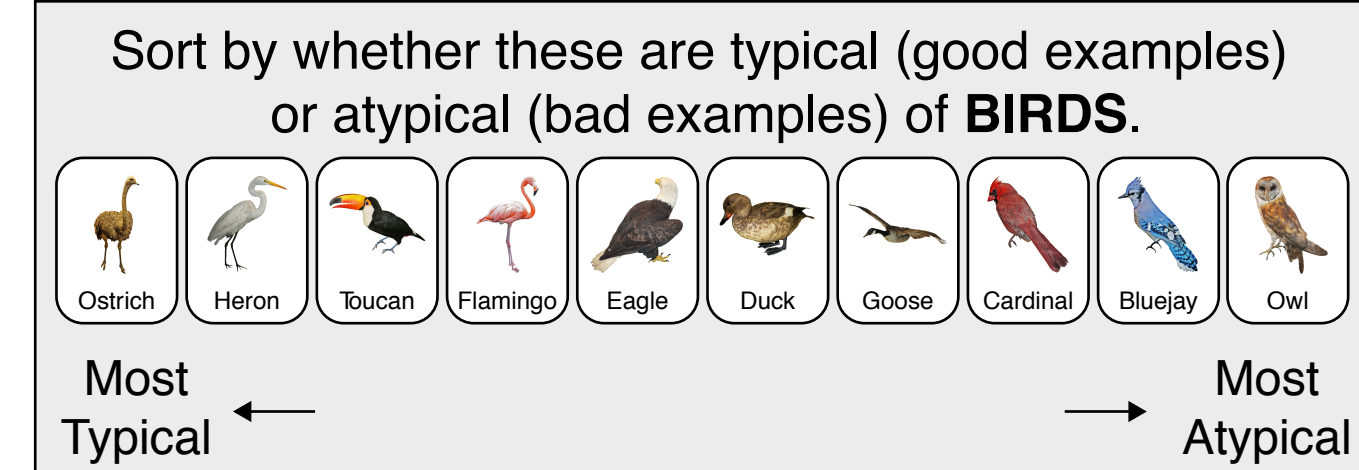 Sort by whether these are typical (good examples)
or atypical (bad examples) of BIRDS.
Ostrich
Heron
Toucan
Flamingo
Eagle
Duck
Goose
Cardinal
Bluejay
Owl
Most
Typical
Most
Atypical